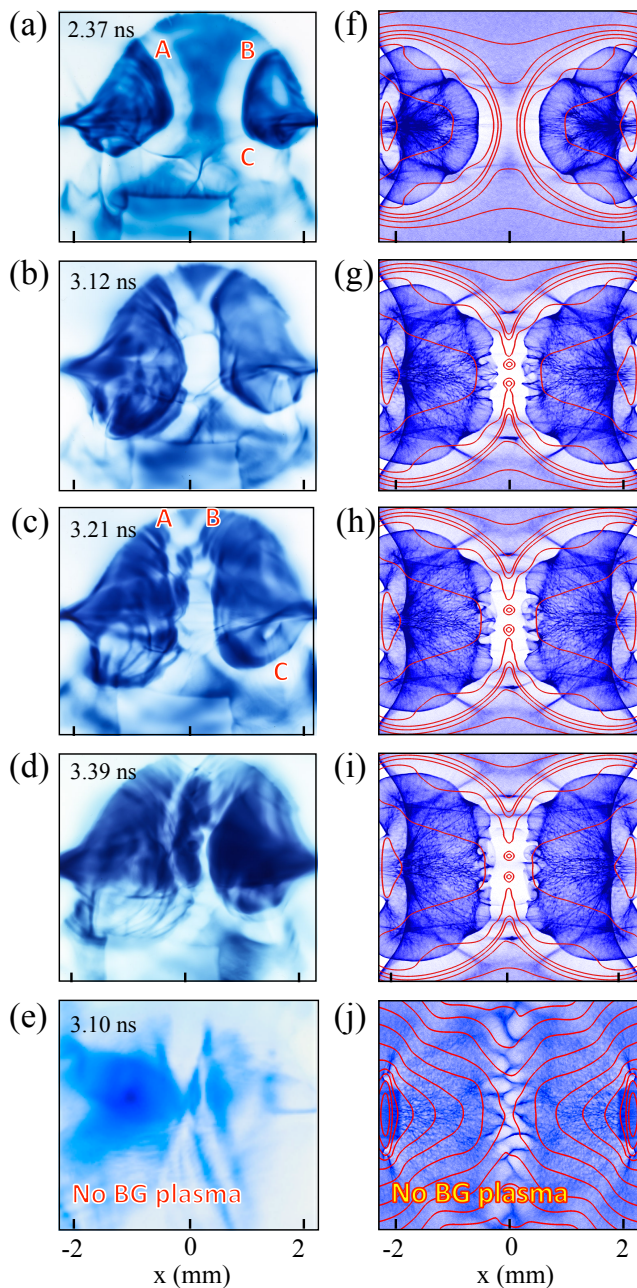 (a) 2.37 ns A B C (f)
(b) 3.12 ns (g)
(c) 3.21 ns A B C (h)
(d) 3.39 ns (i)
(e) 3.10 ns (j)
No BG plasma No BG plasma
-2 0 2 -2 0 2
x (mm) x (mm)